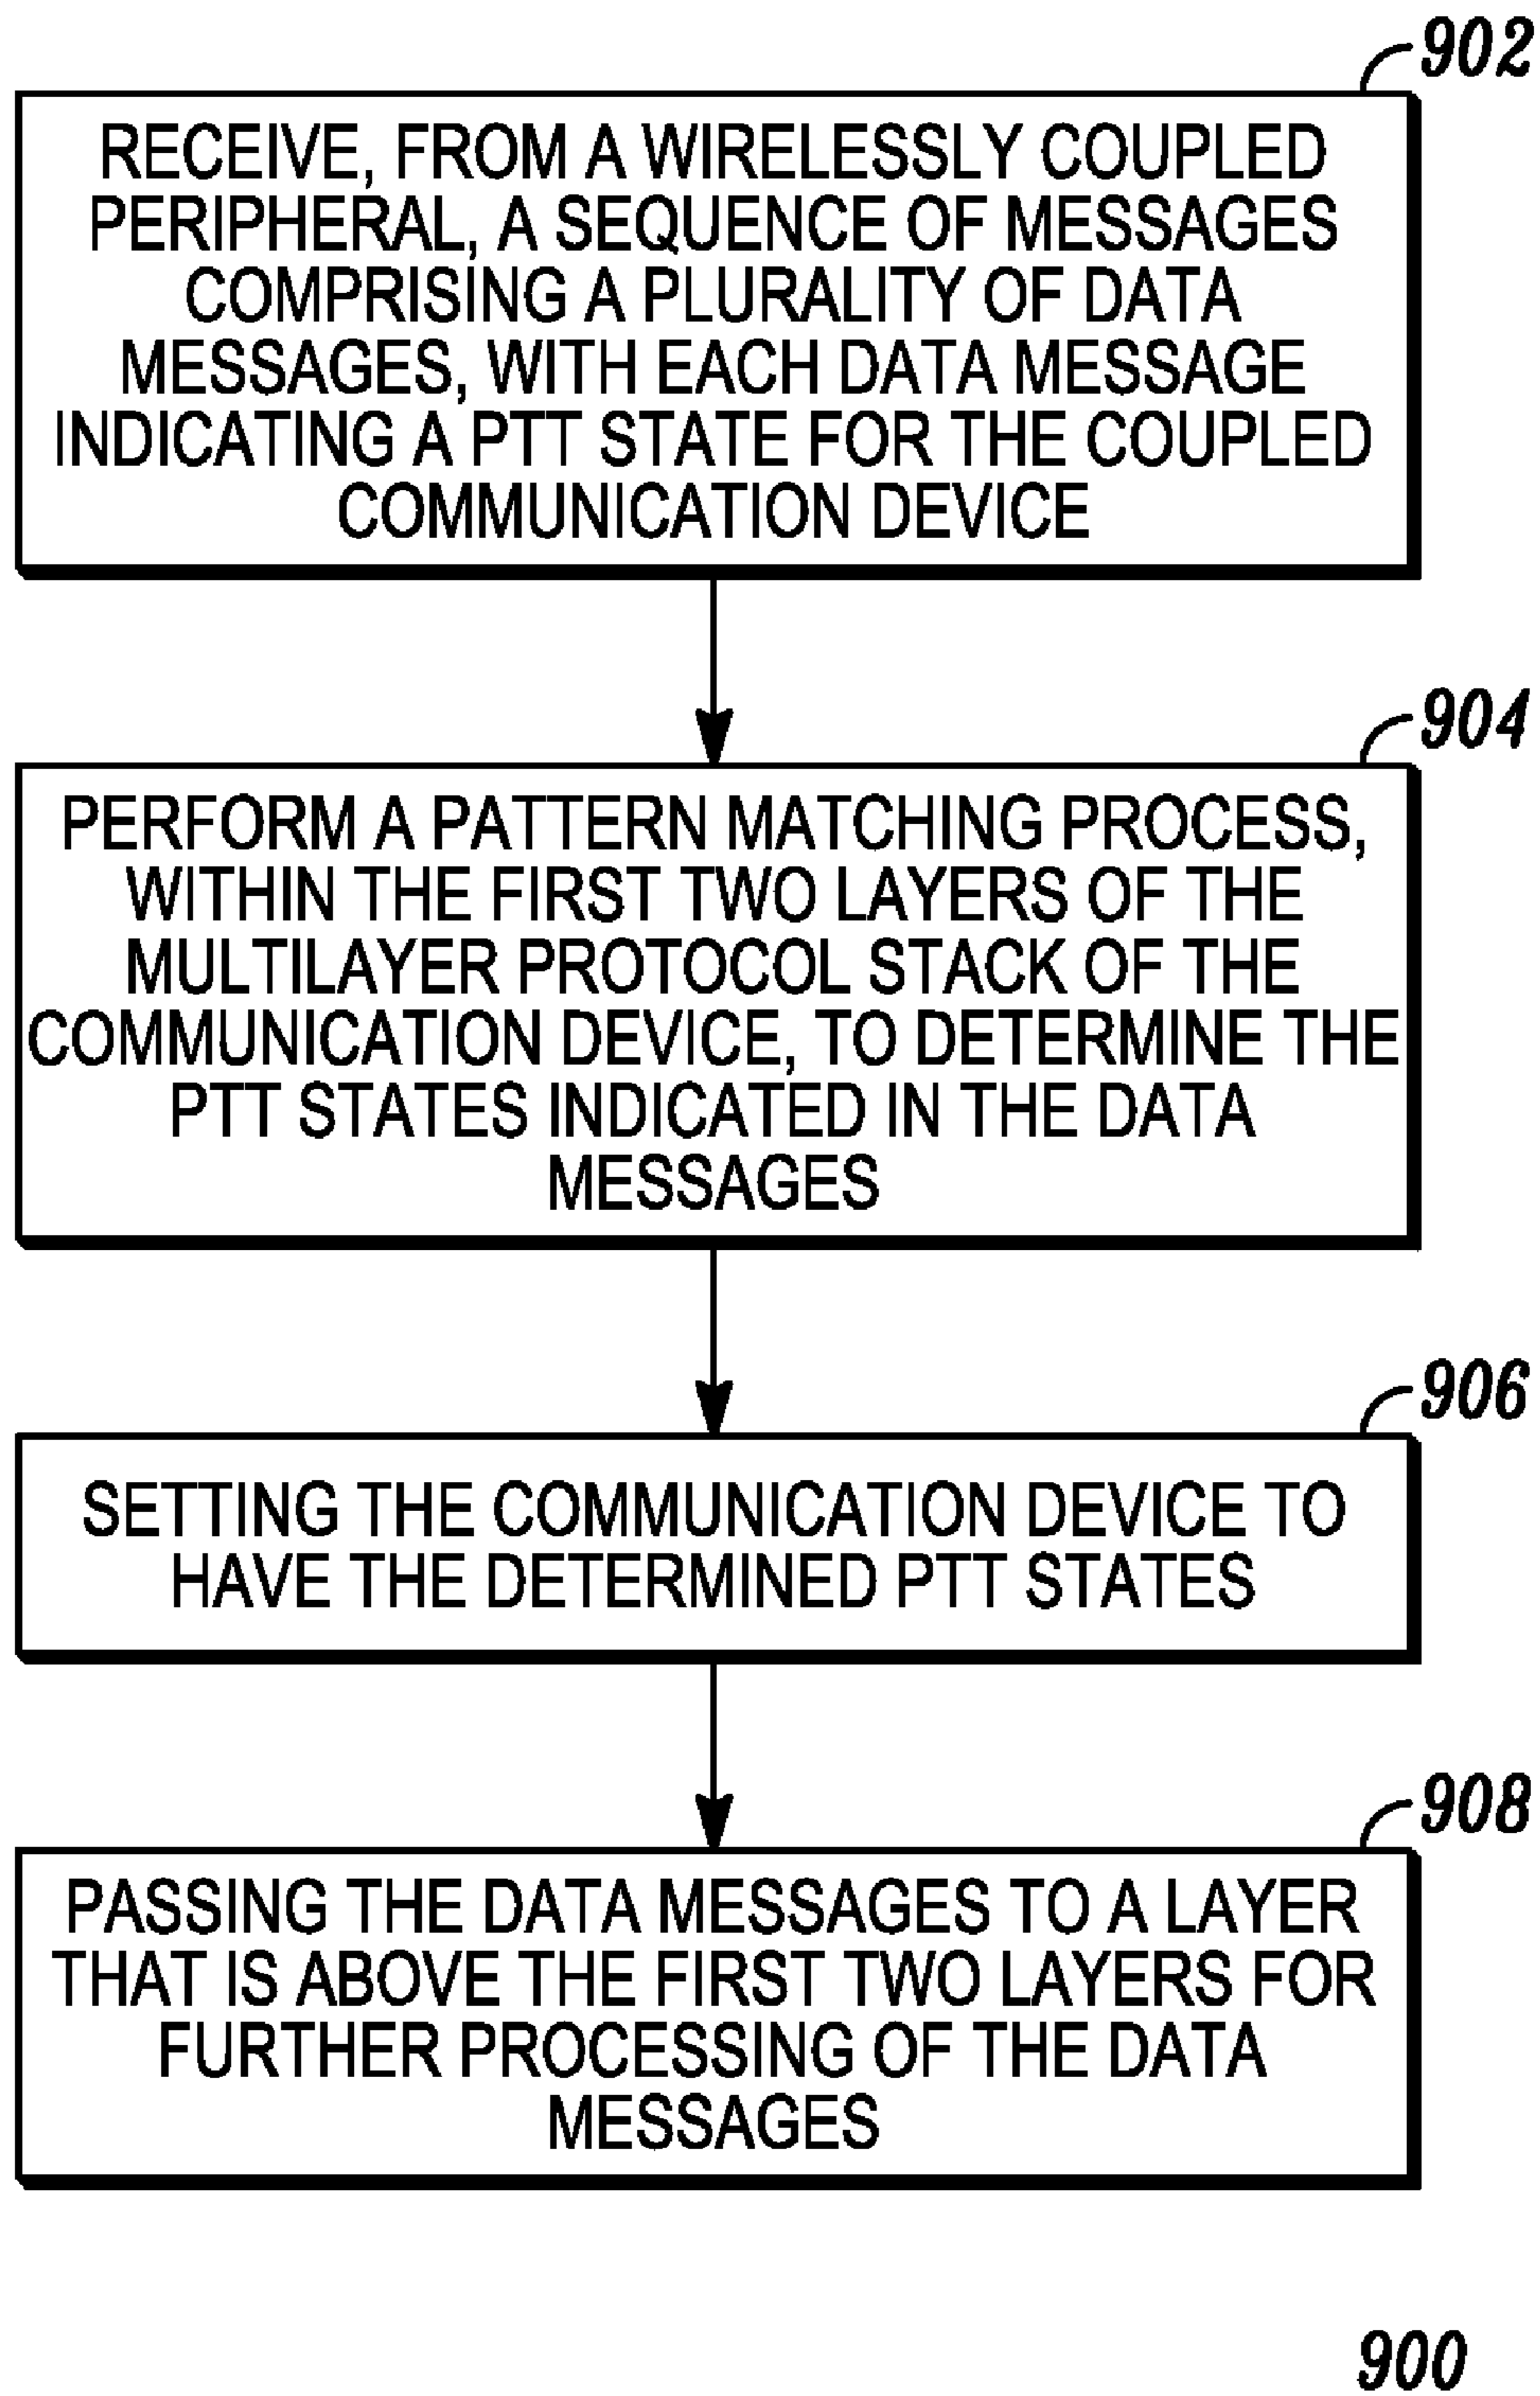 902
RECEIVE, FROM A WIRELESSLY COUPLED
PERIPHERAL, A SEQUENCE OF MESSAGES
COMPRISING A PLURALITY OF DATA
MESSAGES, WITH EACH DATA MESSAGE
INDICATING A PTT STATE FOR THE COUPLED
COMMUNICATION DEVICE
904
PERFORM A PATTERN MATCHING PROCESS,
WITHIN THE FIRST TWO LAYERS OF THE
MULTILAYER PROTOCOL STACK OF THE
COMMUNICATION DEVICE, TO DETERMINE THE
PTT STATES INDICATED IN THE DATA
MESSAGES
906
SETTING THE COMMUNICATION DEVICE TO
HAVE THE DETERMINED PTT STATES
908
PASSING THE DATA MESSAGES TO A LAYER
THAT IS ABOVE THE FIRST TWO LAYERS FOR
FURTHER PROCESSING OF THE DATA
MESSAGES
900